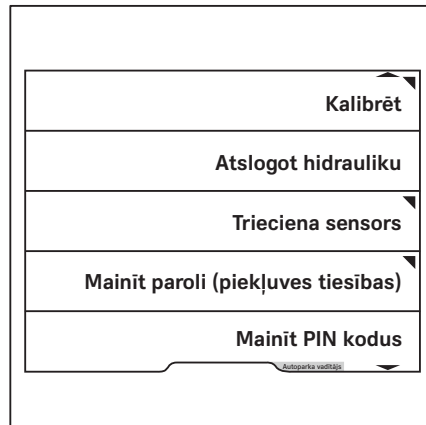 Kalibrēt
Atslogot hidrauliku
Trieciena sensors
Mainīt paroli (piekļuves tiesības)
Mainīt PIN kodus
Autoparka vadītājs